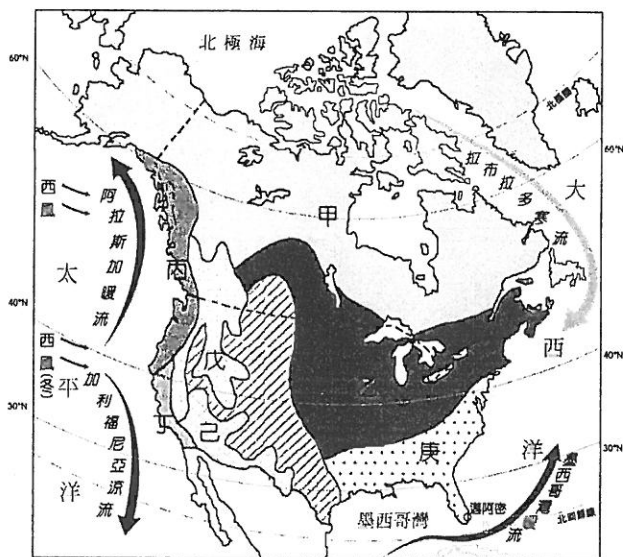 北極海
60°N
60°N
北圈線
拉布拉多寒流
大
西
洋
西風
阿拉斯加暖流
甲
丙
太
平
洋
40°N
40°N
西風(冬)
加利福尼亞涼流
戊
乙
30°N
30°N
丁
己
庚
墨西哥灣
邁阿密
墨西哥灣暖流
北回歸線